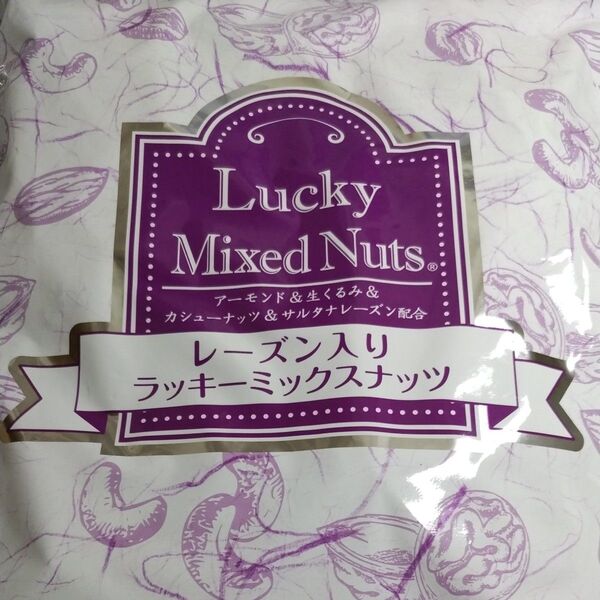 Lucky
Mixed Nuts®
アーモンド&生くるみ&
カシューナッツ&サルタナレーズン配合
レーズン入り
ラッキーミックスナッツ